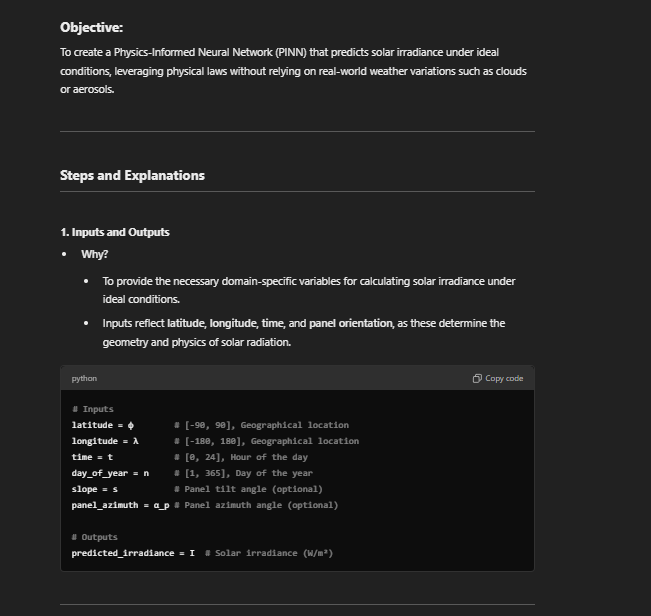 Objective:
To create a Physics-Informed Neural Network (PINN) that predicts solar irradiance under ideal
conditions, leveraging physical laws without relying on real-world weather variations such as clouds
or aerosols.
Steps and Explanations
1. Inputs and Outputs
• Why?
• To provide the necessary domain-specific variables for calculating solar irradiance under
ideal conditions.
• Inputs reflect latitude, longitude, time, and panel orientation, as these determine the
geometry and physics of solar radiation.
python Copy code
# Inputs
latitude = ϕ # [-90, 90], Geographical location
longitude = λ # [-180, 180], Geographical location
time = t # [0, 24], Hour of the day
day_of_year = n # [1, 365], Day of the year
slope = s # Panel tilt angle (optional)
panel_azimuth = α_p # Panel azimuth angle (optional)
# Outputs
predicted_irradiance = I # Solar irradiance (W/m²)